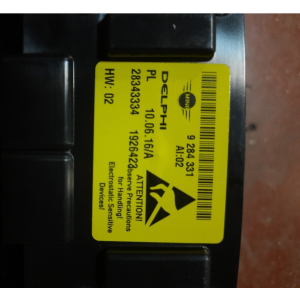 MINI
9 284 331
AI:02
DELPHI
PL 10.06.16/A
28343334 1926423
HW: 02
ATTENTION!
Observe Precautions
for Handling!
Electrostatic Sensitive
Devices!